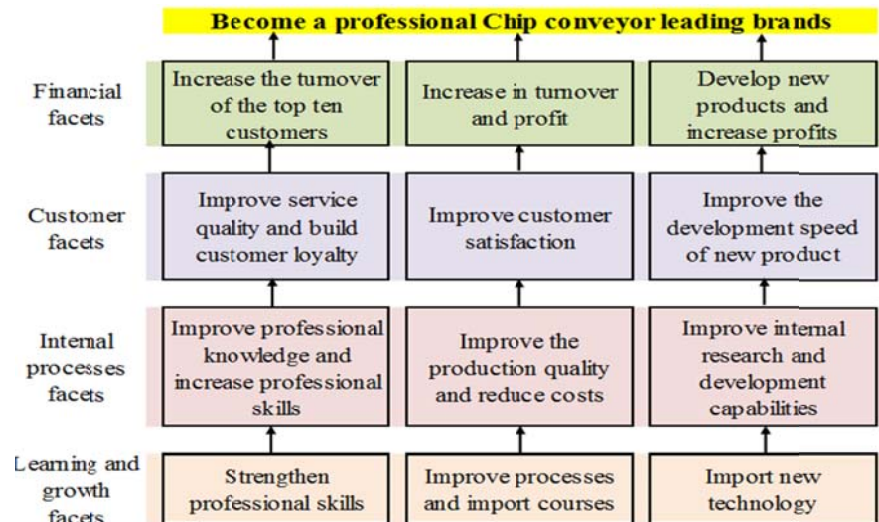 Become a professional Chip conveyor leading brands
Financial
facets
Increase the turnover
of the top ten
customers
Increase in turnover
and profit
Develop new
products and
increase profits
Customer
facets
Improve service
quality and build
customer loyalty
Improve customer
satisfaction
Improve the
development speed
of new product
Internal
processes
facets
Improve professional
knowledge and
increase professional
skills
Improve the
production quality
and reduce costs
Improve internal
research and
development
capabilities
Learning and
growth
facets
Strengthen
professional skills
Improve processes
and import courses
Import new
technology